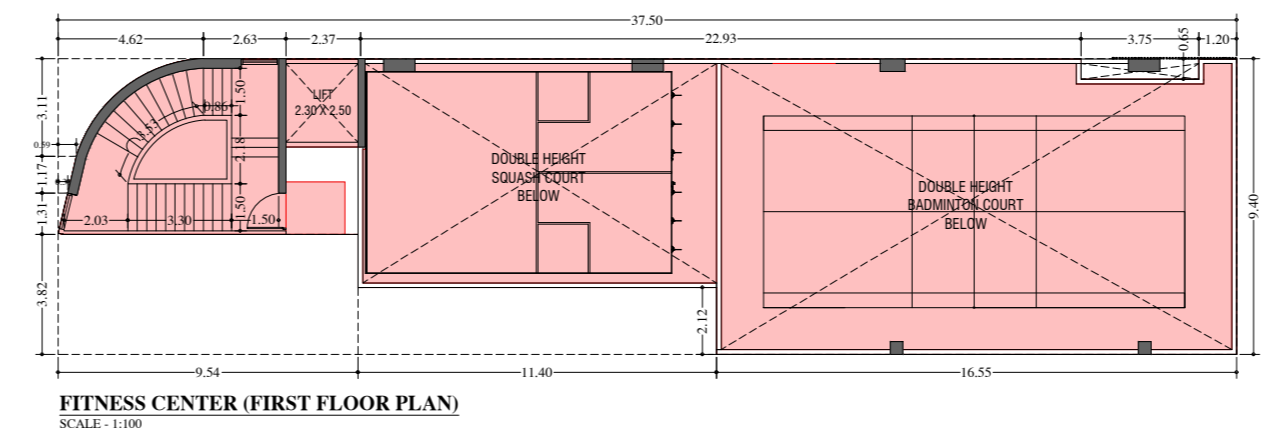 37.50
4.62
2.63
2.37
22.93
3.75
1.20
0.65
3.11
0.59
1.17
1.31
3.82
1.50
0.86
3.53
2.18
1.50
2.03
3.30
1.50
LIFT
2.30 X 2.50
DOUBLE HEIGHT
SQUASH COURT
BELOW
DOUBLE HEIGHT
BADMINTON COURT
BELOW
9.40
2.12
9.54
11.40
16.55
FITNESS CENTER (FIRST FLOOR PLAN)
SCALE - 1:100